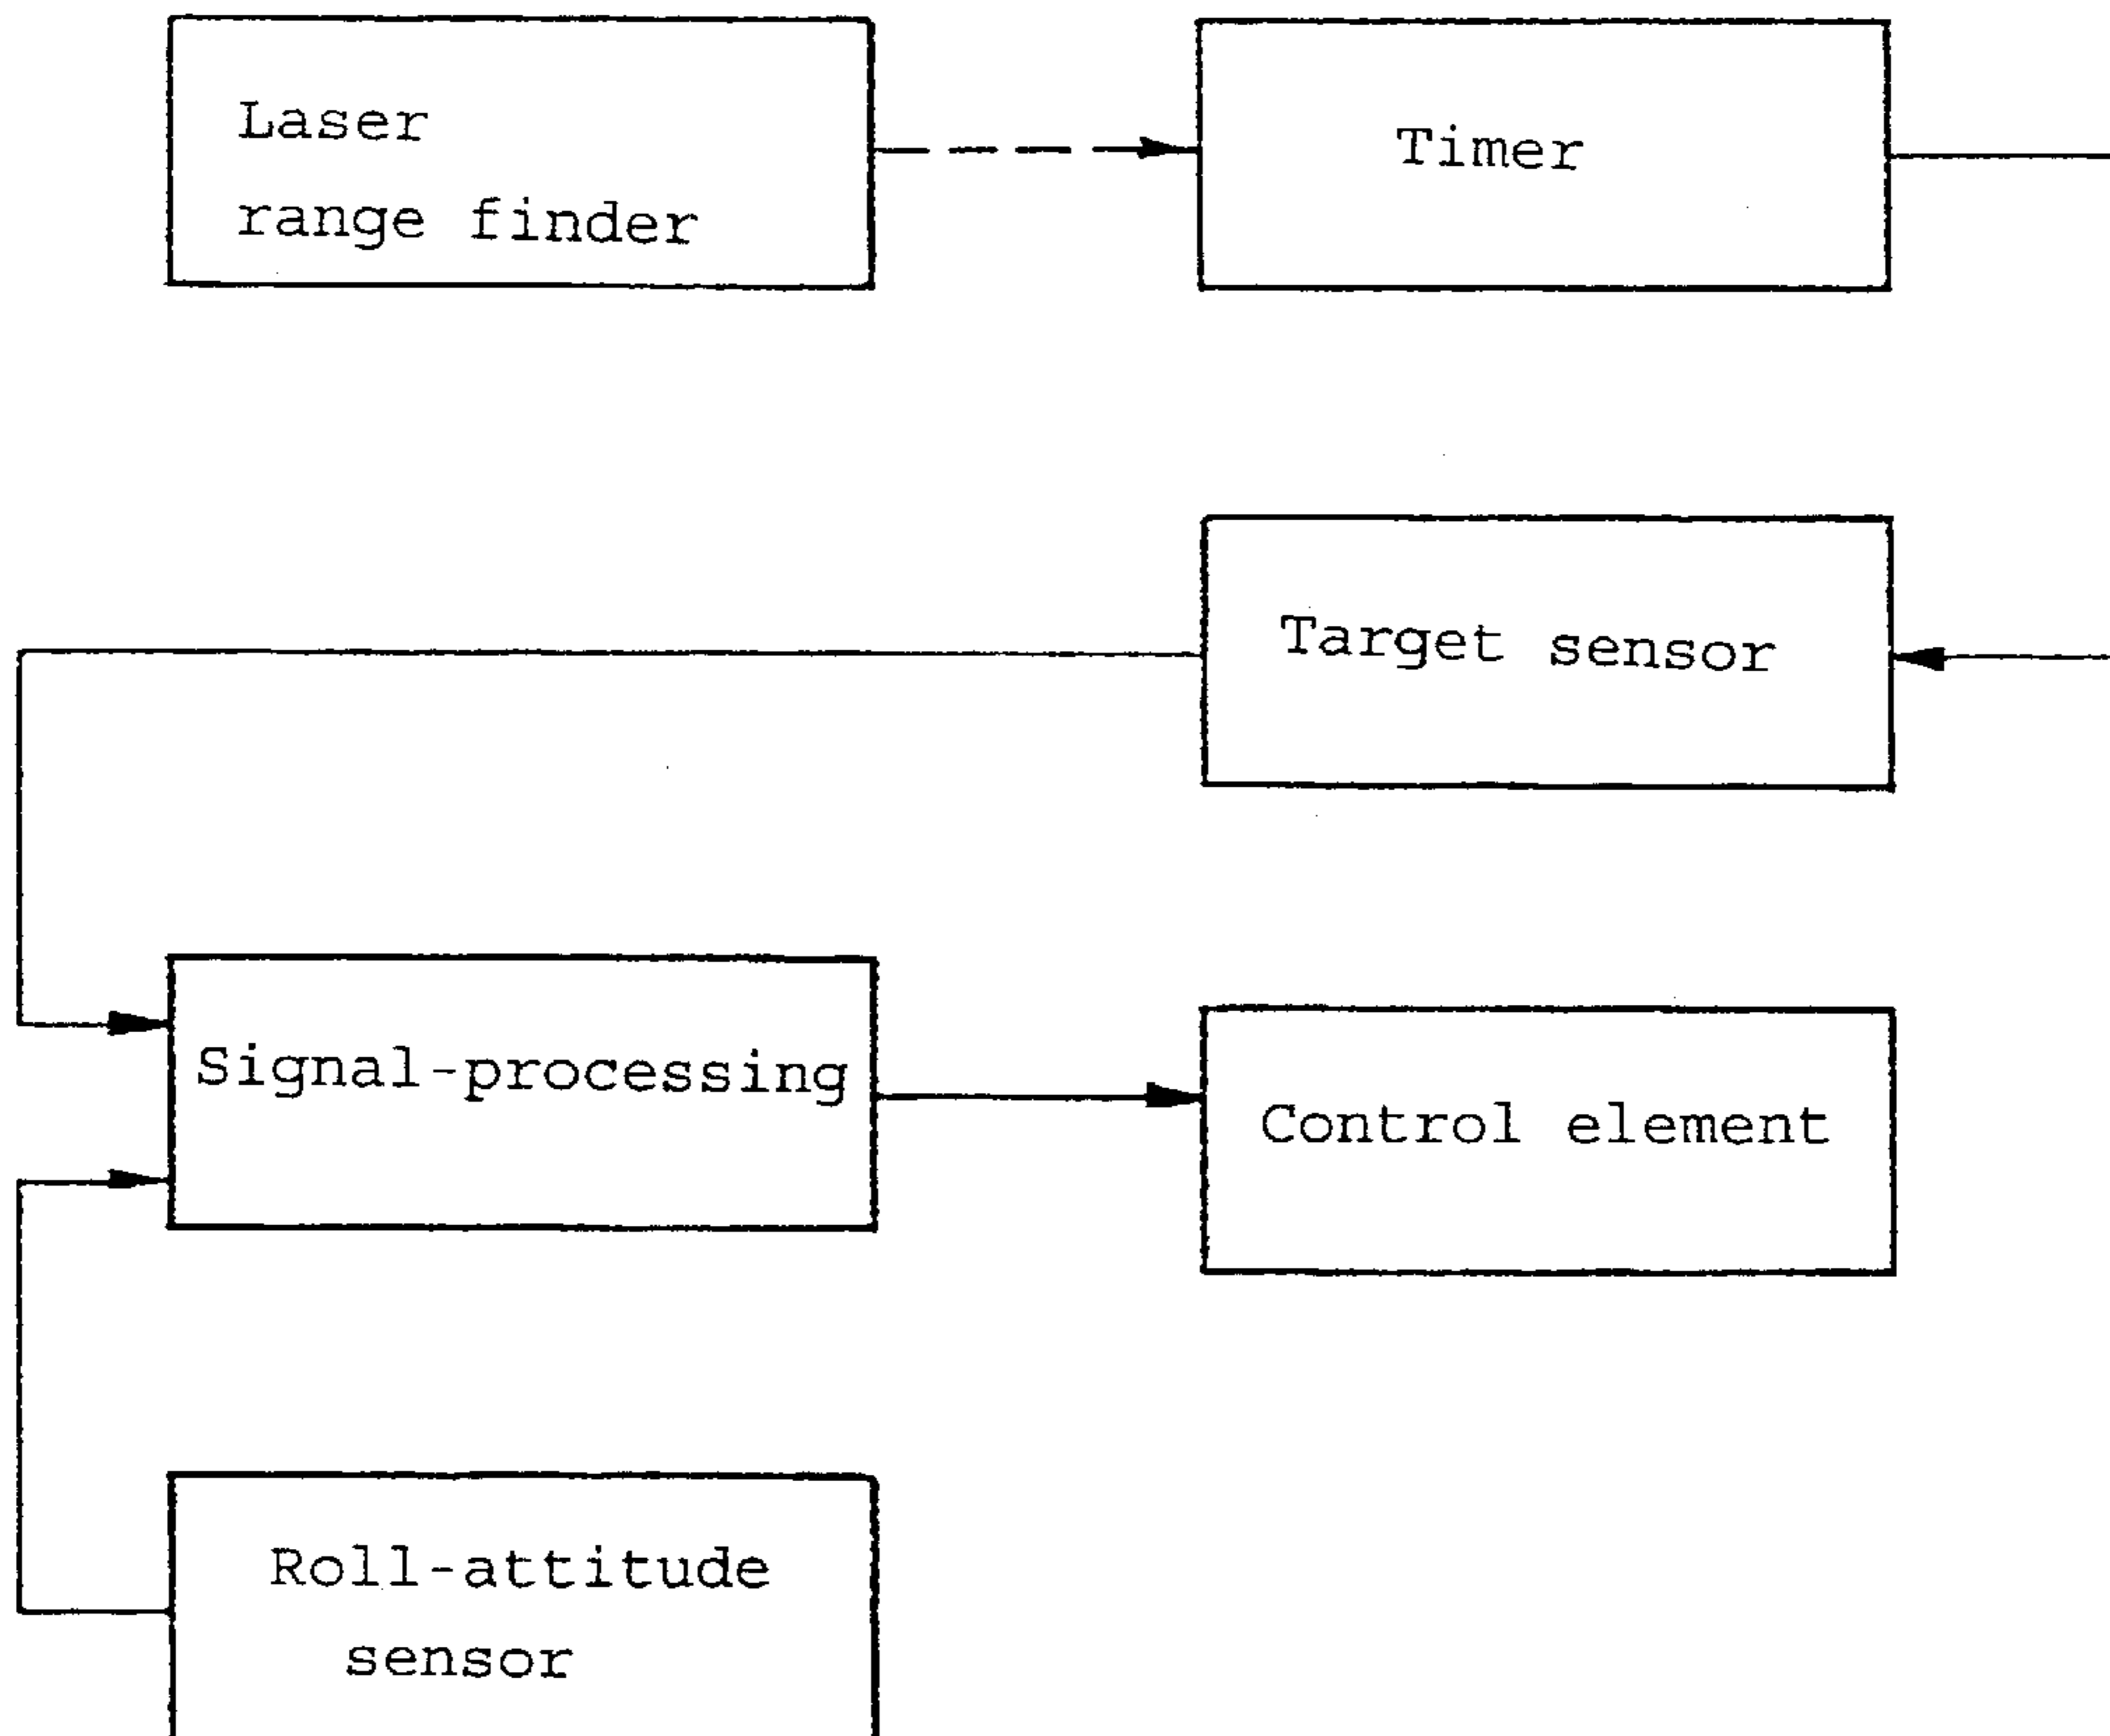 Laser
range finder
Timer
Target sensor
Signal-processing
Control element
Roll-attitude
sensor